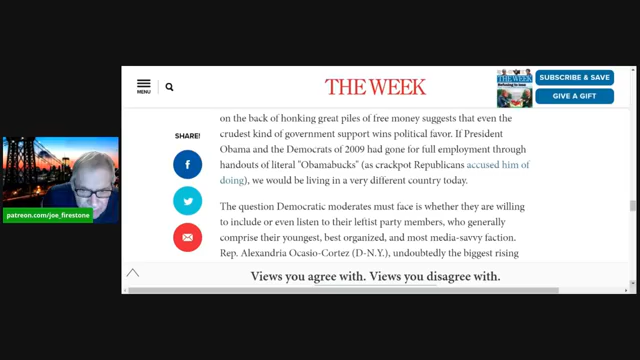 MENU
THE WEEK
THE WEEK
SUBSCRIBE & SAVE
GIVE A GIFT
on the back of honking great piles of free money suggests that even the
crudest kind of government support wins political favor. If President
Obama and the Democrats of 2009 had gone for full employment through
handouts of literal "Obamabucks" (as crackpot Republicans accused him of
doing), we would be living in a very different country today.
SHARE!
The question Democratic moderates must face is whether they are willing
to include or even listen to their leftist party members, who generally
comprise their youngest, best organized, and most media-savvy faction.
Rep. Alexandria Ocasio-Cortez (D-N.Y.), undoubtedly the biggest rising
Views you agree with. Views you disagree with.
patreon.com/joe_firestone